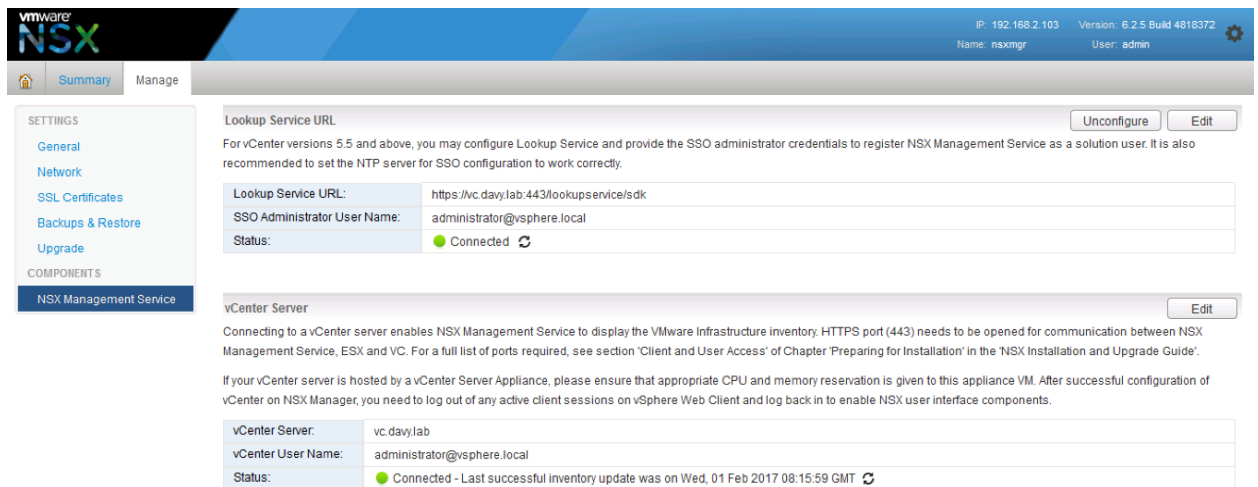 vmware
NSX
IP: 192.168.2.103 Version: 6.2.5 Build 4818372
Name: nsxmgr User: admin
Summary Manage
SETTINGS
General
Network
SSL Certificates
Backups & Restore
Upgrade
COMPONENTS
NSX Management Service
Lookup Service URL Unconfigure Edit
For vCenter versions 5.5 and above, you may configure Lookup Service and provide the SSO administrator credentials to register NSX Management Service as a solution user. It is also
recommended to set the NTP server for SSO configuration to work correctly.
Lookup Service URL: https://vc.davy.lab:443/lookupservice/sdk
SSO Administrator User Name: administrator@vsphere.local
Status: Connected
vCenter Server Edit
Connecting to a vCenter server enables NSX Management Service to display the VMware Infrastructure inventory. HTTPS port (443) needs to be opened for communication between NSX
Management Service, ESX and VC. For a full list of ports required, see section 'Client and User Access' of Chapter 'Preparing for Installation' in the 'NSX Installation and Upgrade Guide'.
If your vCenter server is hosted by a vCenter Server Appliance, please ensure that appropriate CPU and memory reservation is given to this appliance VM. After successful configuration of
vCenter on NSX Manager, you need to log out of any active client sessions on vSphere Web Client and log back in to enable NSX user interface components.
vCenter Server: vc.davy.lab
vCenter User Name: administrator@vsphere.local
Status: Connected - Last successful inventory update was on Wed, 01 Feb 2017 08:15:59 GMT